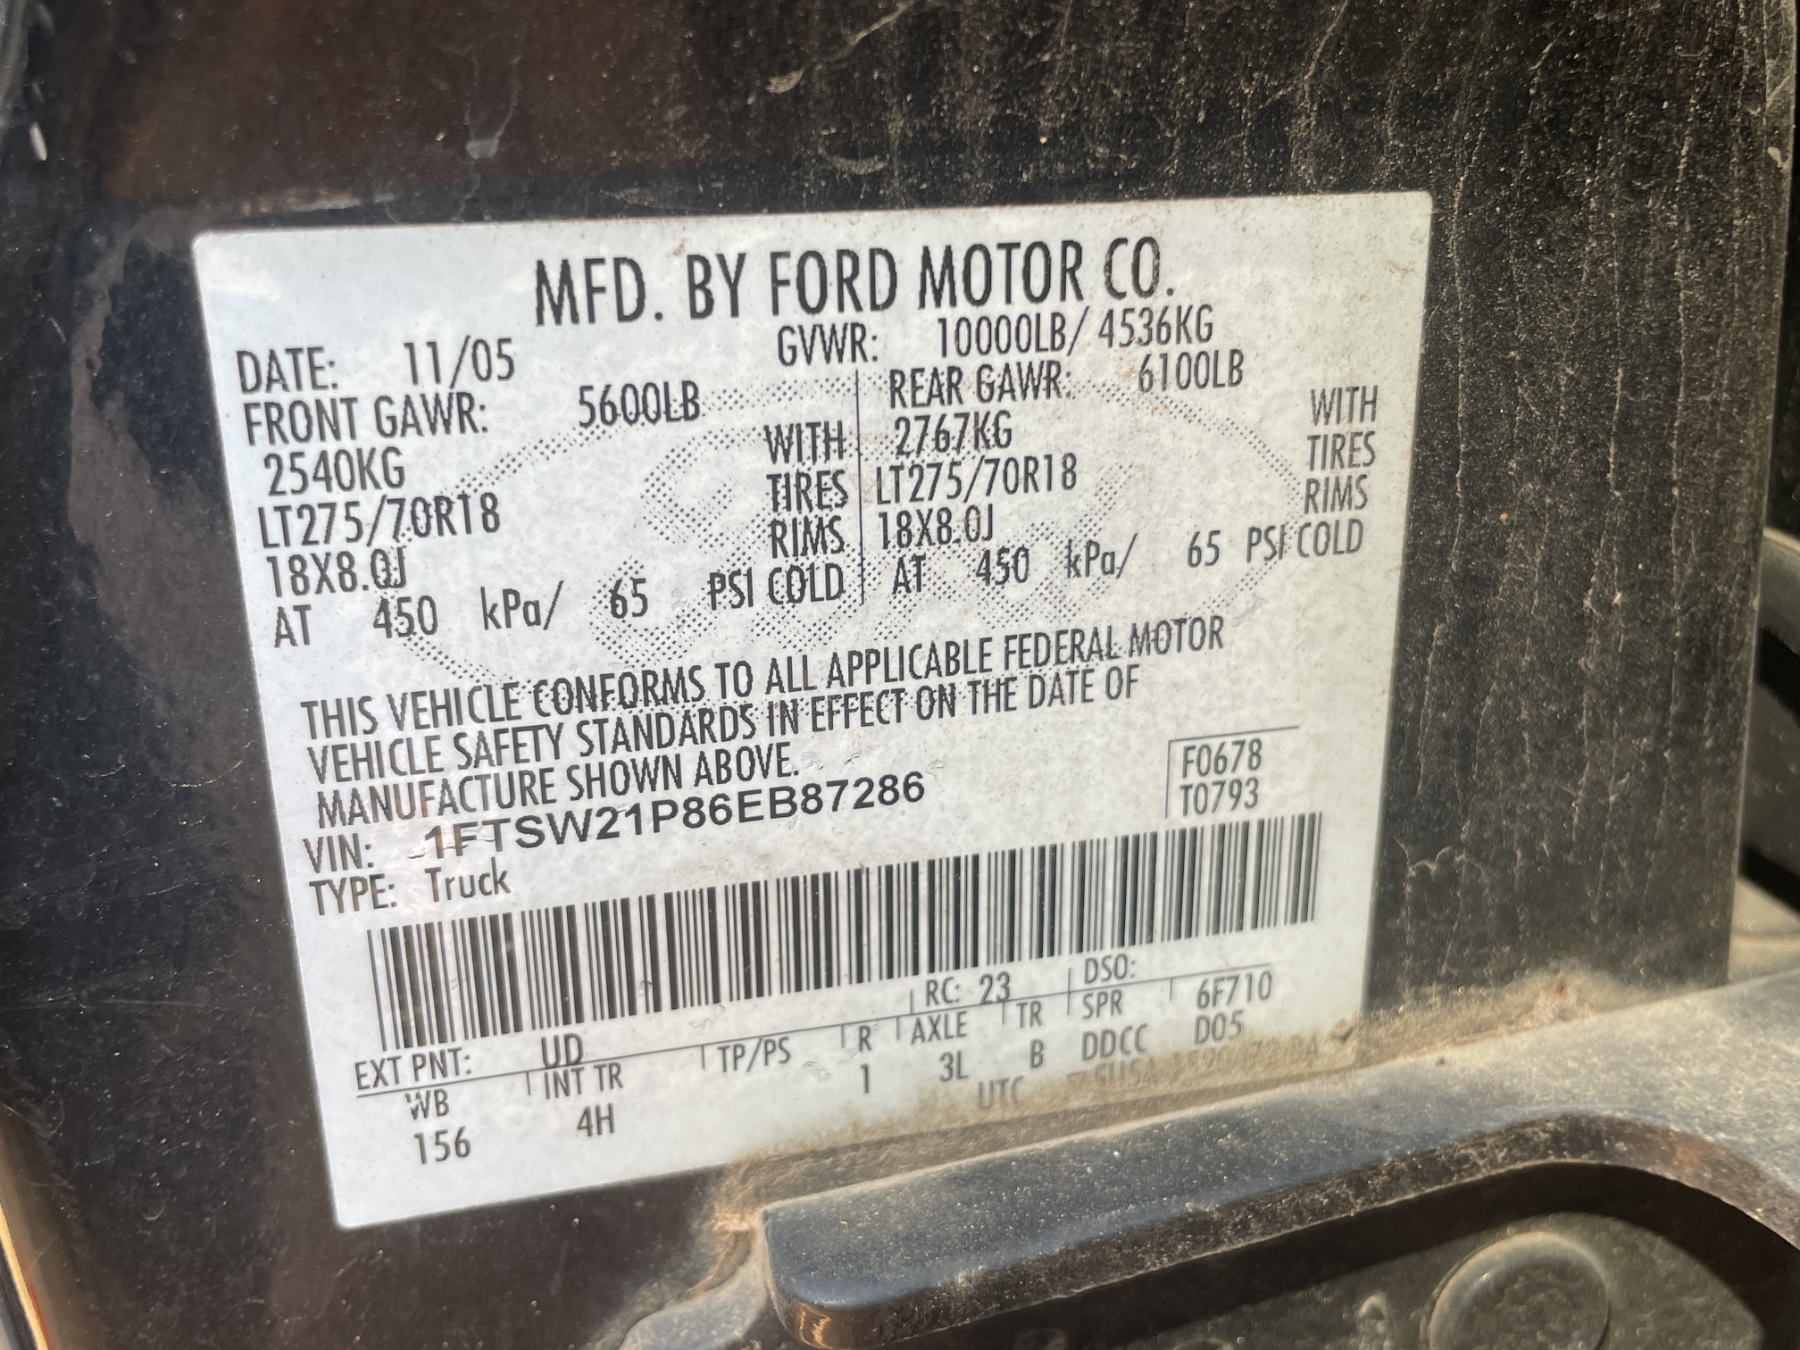 MFD. BY FORD MOTOR CO.
DATE: 11/05 GVWR: 10000LB/ 4536KG
FRONT GAWR: 5600LB REAR GAWR: 6100LB
2540KG WITH 2767KG WITH
LT275/70R18 TIRES LT275/70R18 TIRES
18X8.0J RIMS 18X8.0J RIMS
AT 450 kPa/ 65 PSI COLD AT 450 kPa/ 65 PSI COLD
THIS VEHICLE CONFORMS TO ALL APPLICABLE FEDERAL MOTOR
VEHICLE SAFETY STANDARDS IN EFFECT ON THE DATE OF
MANUFACTURE SHOWN ABOVE.
VIN: 1FTSW21P86EB87286 F0678
TYPE: Truck T0793
EXT PNT: UD RC: 23 DSO:
WB INT TR TP/PS R AXLE TR SPR 6F710
156 4H 1 3L B DDCC D05
UTC